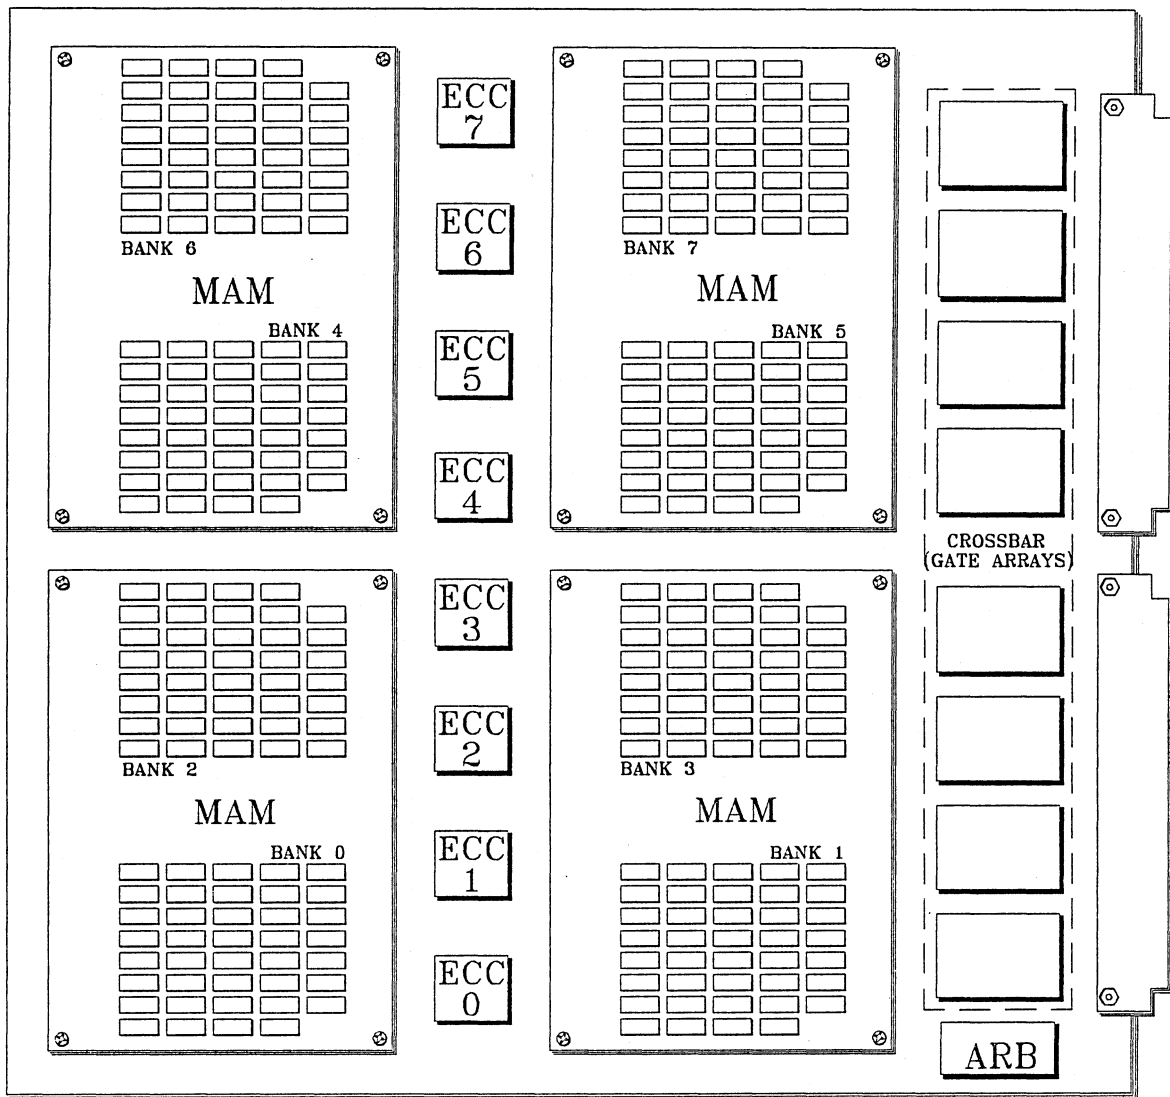 BANK 6
MAM
BANK 4
ECC
7
ECC
6
ECC
5
ECC
4
BANK 7
MAM
BANK 5
CROSSBAR
(GATE ARRAYS)
BANK 2
MAM
BANK 0
ECC
3
ECC
2
ECC
1
ECC
0
BANK 3
MAM
BANK 1
ARB